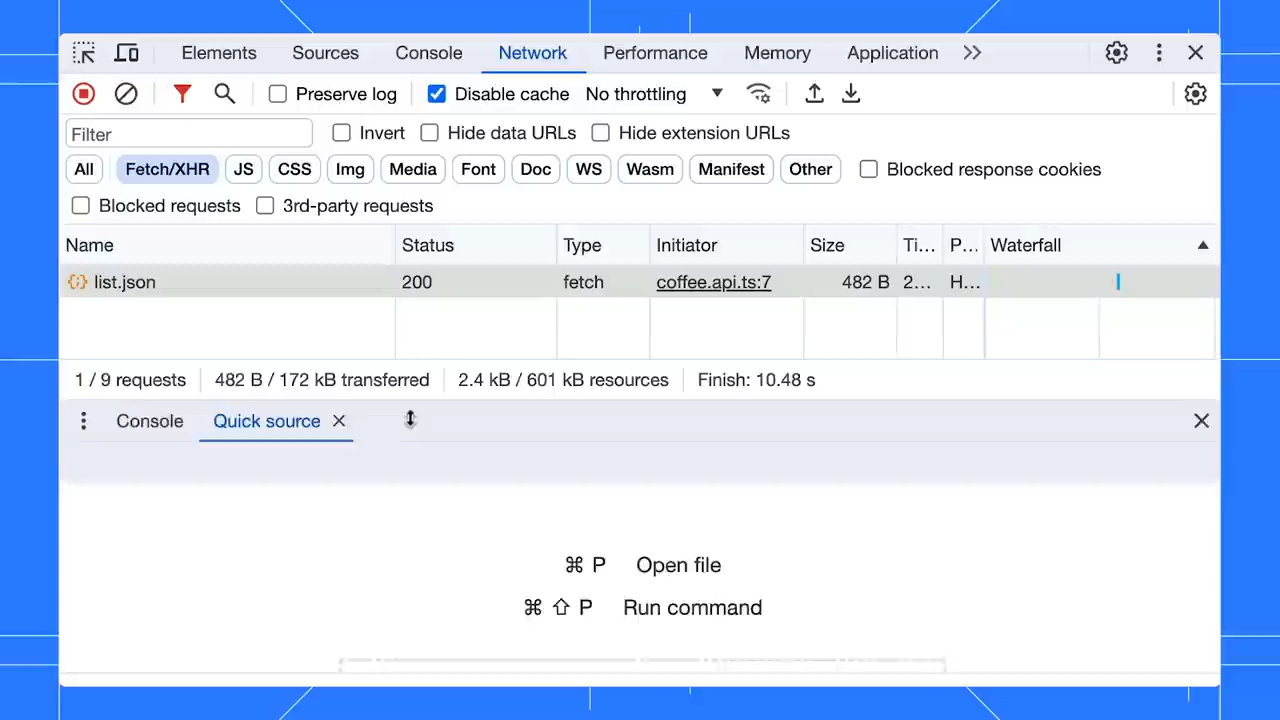 Elements Sources Console Network Performance Memory Application
Preserve log Disable cache No throttling
Filter Invert Hide data URLs Hide extension URLs
All Fetch/XHR JS CSS Img Media Font Doc WS Wasm Manifest Other Blocked response cookies
Blocked requests 3rd-party requests
Name Status Type Initiator Size Ti... P... Waterfall
list.json 200 fetch coffee.api.ts:7 482 B 2... H...
1 / 9 requests 482 B / 172 kB transferred 2.4 kB / 601 kB resources Finish: 10.48 s
Console Quick source
⌘ P Open file
⌘ ⇧ P Run command